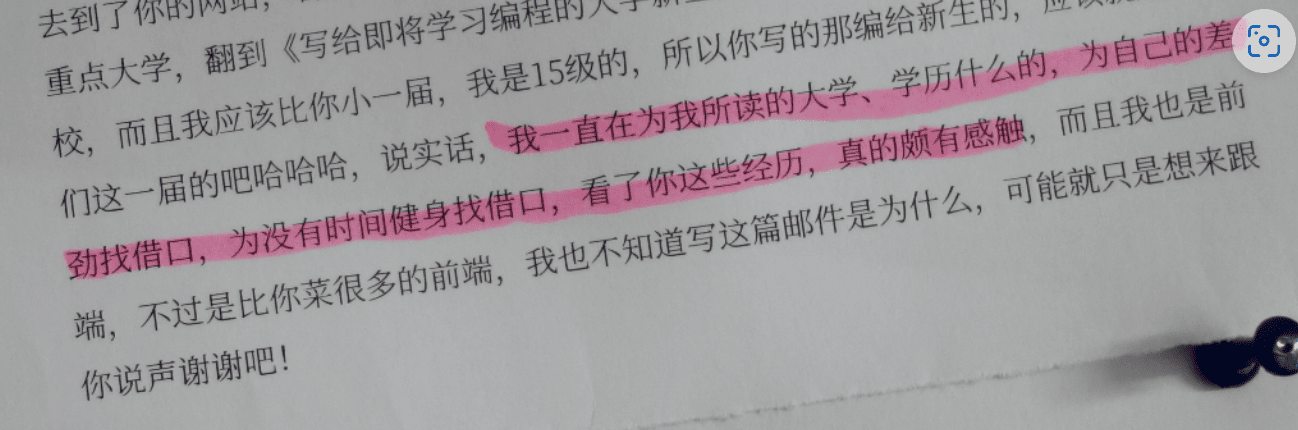 去到了你的网站，
重点大学，翻到《写给即将学习编程的大学新生
校，而且我应该比你小一届，我是15级的，所以你写的那编给新生的，应该就
们这一届的吧哈哈哈，说实话，我一直在为我所读的大学、学历什么的，为自己的差
劲找借口，为没有时间健身找借口，看了你这些经历，真的颇有感触，而且我也是前
端，不过是比你菜很多的前端，我也不知道写这篇邮件是为什么，可能就只是想来跟
你说声谢谢吧！